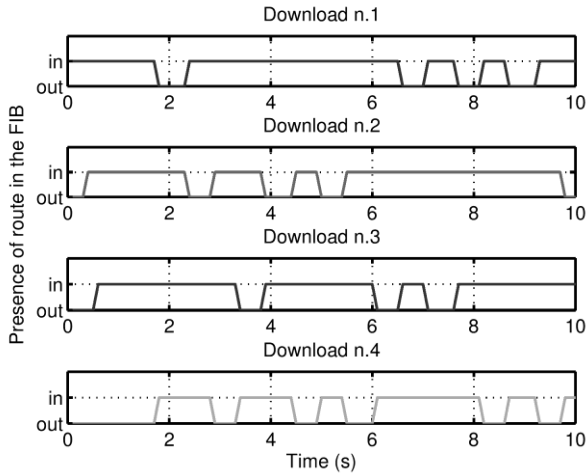 Download n.1
in
out
0 2 4 6 8 10
Download n.2
in
out
0 2 4 6 8 10
Download n.3
in
out
0 2 4 6 8 10
Download n.4
in
out
0 2 4 6 8 10
Time (s)
Presence of route in the FIB